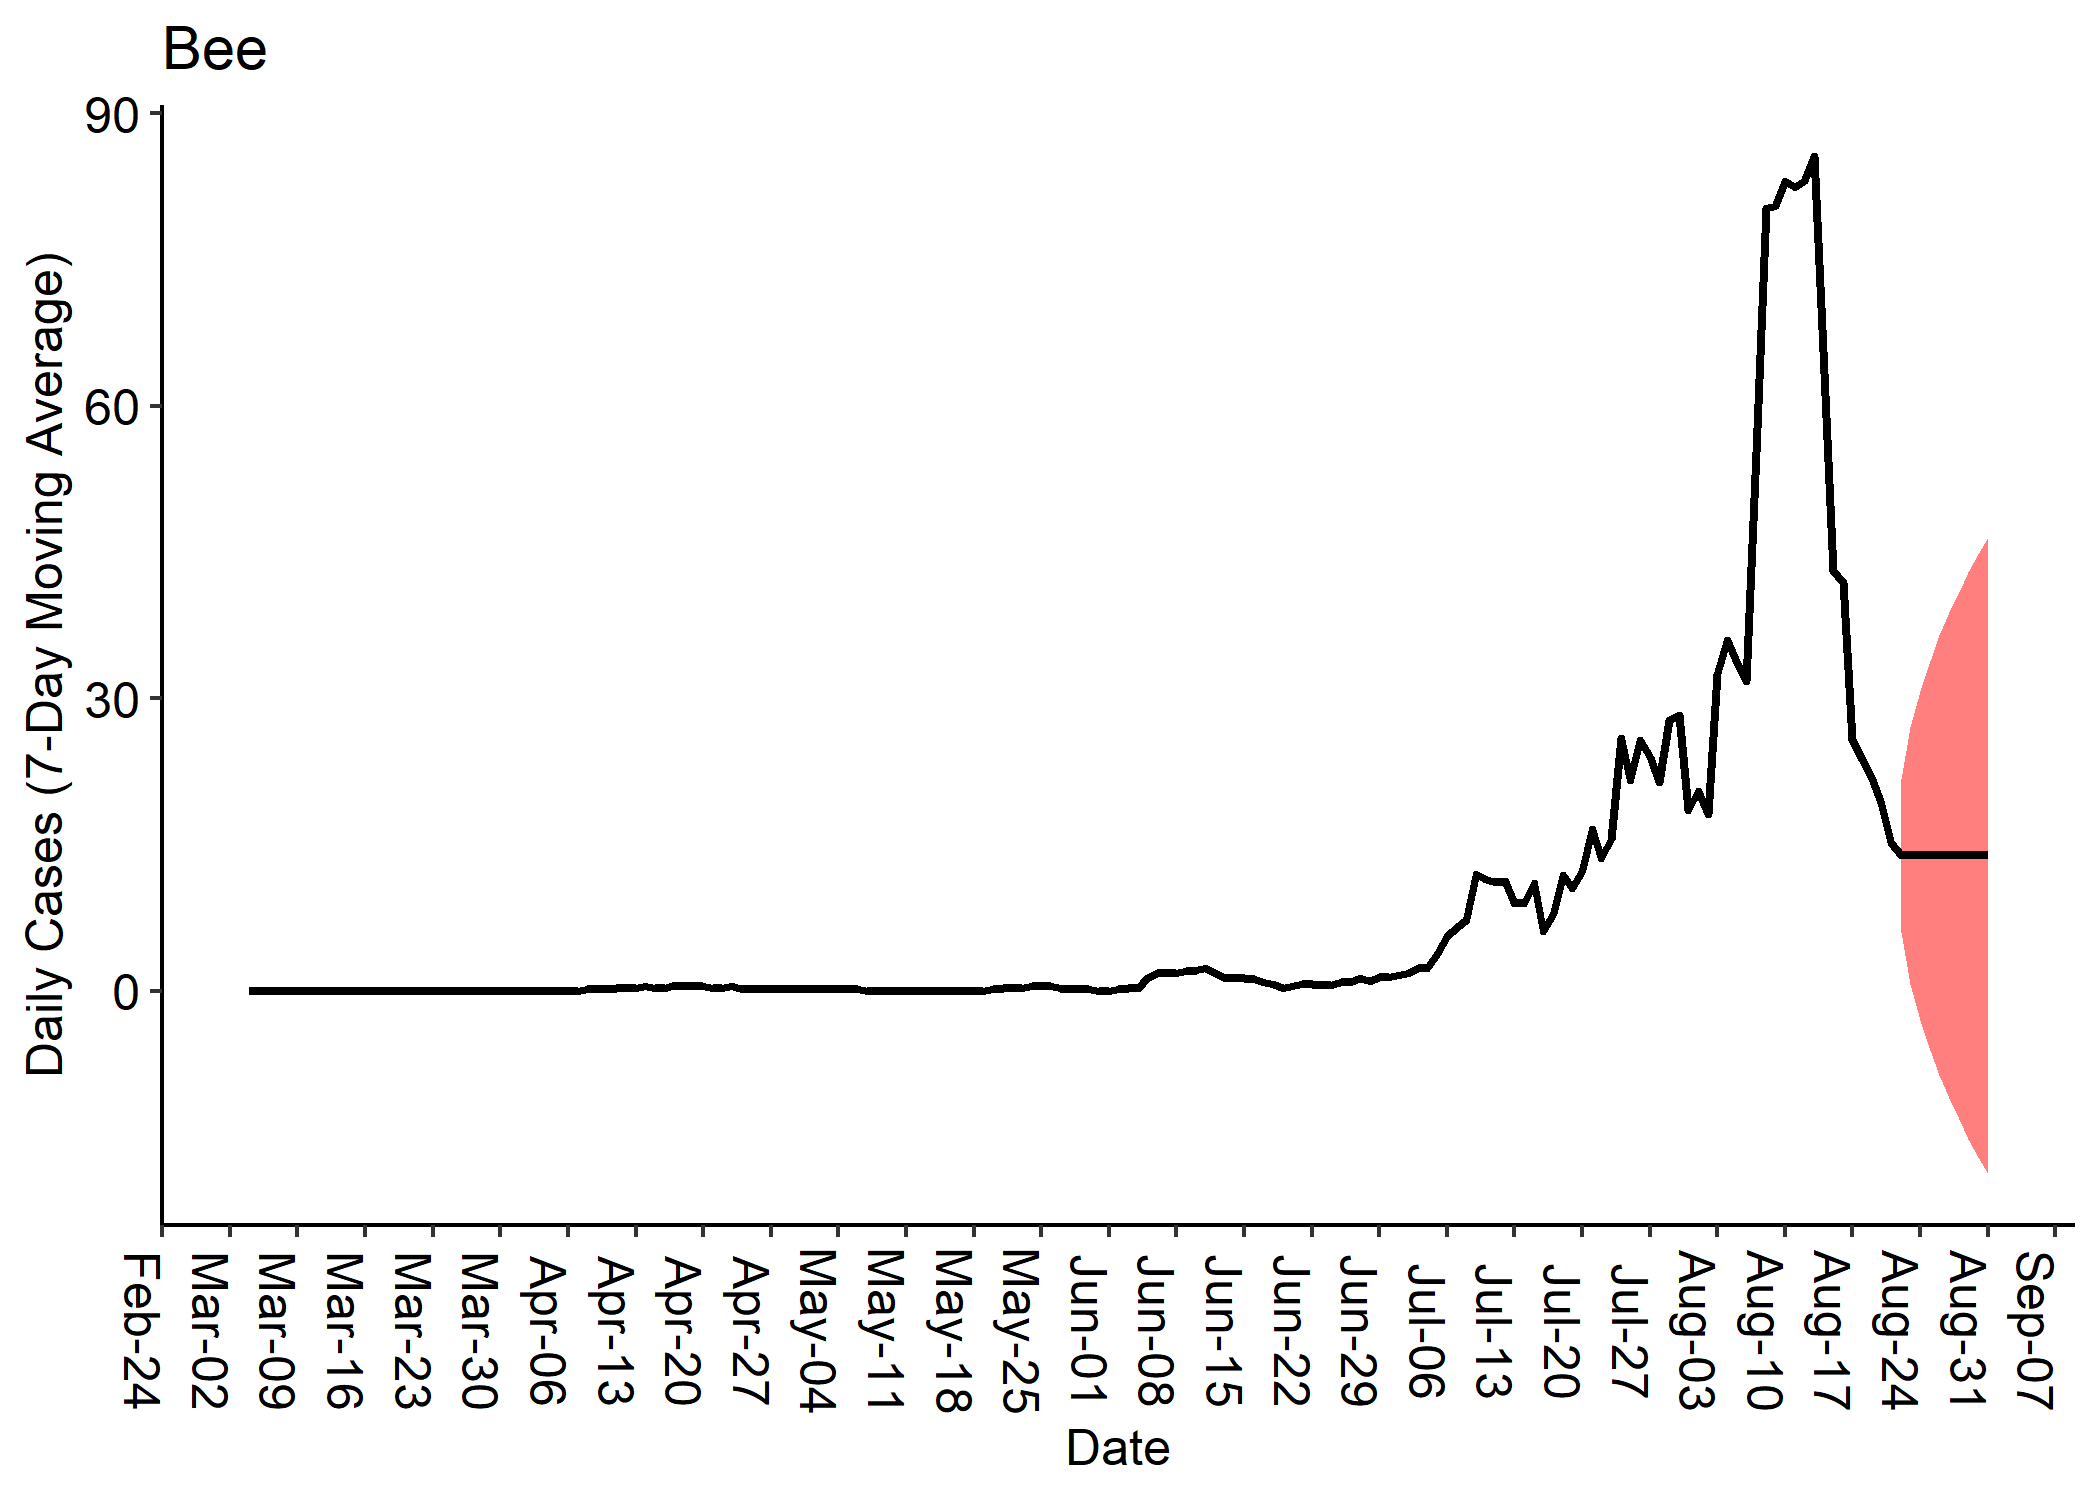 Bee
Daily Cases (7-Day Moving Average)
90
60
30
0
Feb-24
Mar-02
Mar-09
Mar-16
Mar-23
Mar-30
Apr-06
Apr-13
Apr-20
Apr-27
May-04
May-11
May-18
May-25
Jun-01
Jun-08
Jun-15
Jun-22
Jun-29
Jul-06
Jul-13
Jul-20
Jul-27
Aug-03
Aug-10
Aug-17
Aug-24
Aug-31
Sep-07
Date